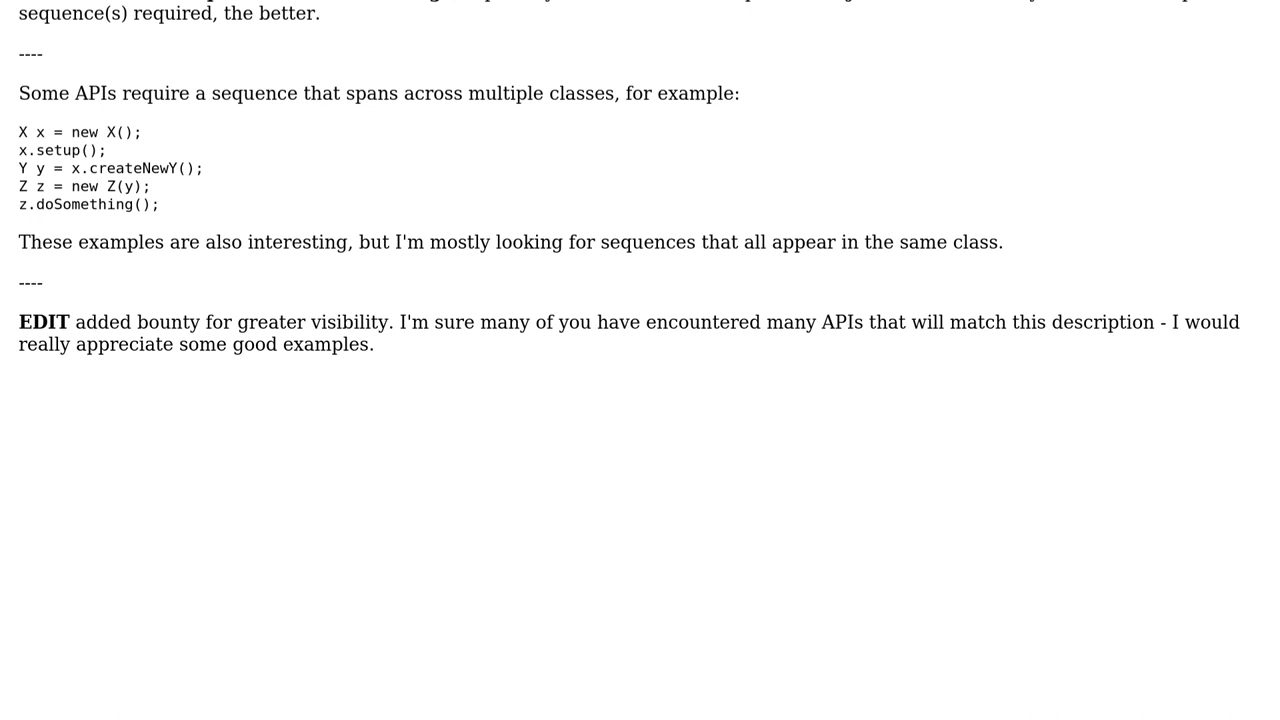 sequence(s) required, the better.
----
Some APIs require a sequence that spans across multiple classes, for example:
X x = new X();
x.setup();
Y y = x.createNewY();
Z z = new Z(y);
z.doSomething();
These examples are also interesting, but I'm mostly looking for sequences that all appear in the same class.
----
EDIT added bounty for greater visibility. I'm sure many of you have encountered many APIs that will match this description - I would
really appreciate some good examples.